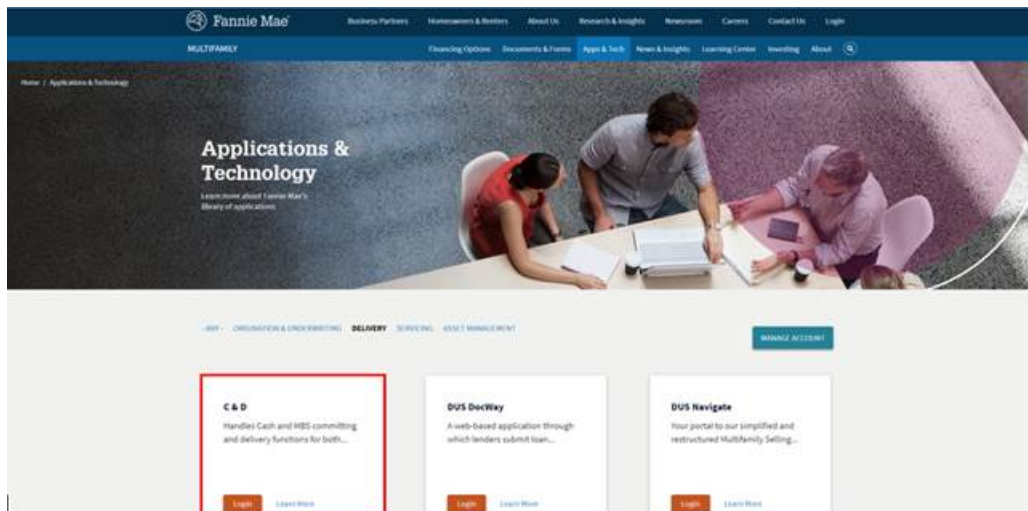 Fannie Mae
Business Partners Homeowners & Renters About Us Research & Insights Newsroom Careers Contact Us Login
MULTIFAMILY
Financing Options Documents & Forms Apps & Tech News & Insights Learning Center Investing About
Home / Applications & Technology
Applications &
Technology
Learn more about Fannie Mae's
library of applications
- ANY - ORIGINATION & UNDERWRITING DELIVERY SERVICING ASSET MANAGEMENT
MANAGE ACCOUNT
C & D
Handles Cash and MBS committing
and delivery functions for both...
Login Learn More
DUS DocWay
A web-based application through
which lenders submit loan...
Login Learn More
DUS Navigate
Your portal to our simplified and
restructured Multifamily Selling...
Login Learn More